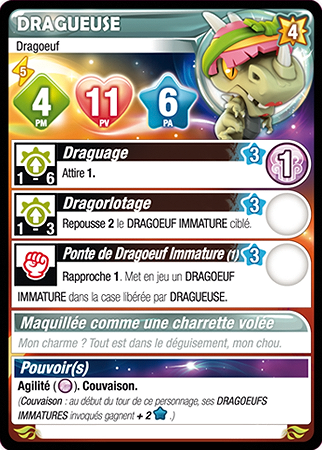 DRAGUEUSE
Dragoeuf
4
5
4
PM
11
PV
6
PA
Draguage
3
1
1 - 6
Attire 1.
Dragorlotage
3
1 - 3
Repousse 2 le DRAGOEUF IMMATURE ciblé.
Ponte de Dragoeuf Immature (1)
3
Rapproche 1. Met en jeu un DRAGOEUF
IMMATURE dans la case libérée par DRAGUEUSE.
Maquillée comme une charrette volée
Mon charme ? Tout est dans le déguisement, mon chou.
Pouvoir(s)
Agilité ( ). Couvaison.
(Couvaison : au début du tour de ce personnage, ses DRAGOEUFS
IMMATURES invoqués gagnent + 2 .)